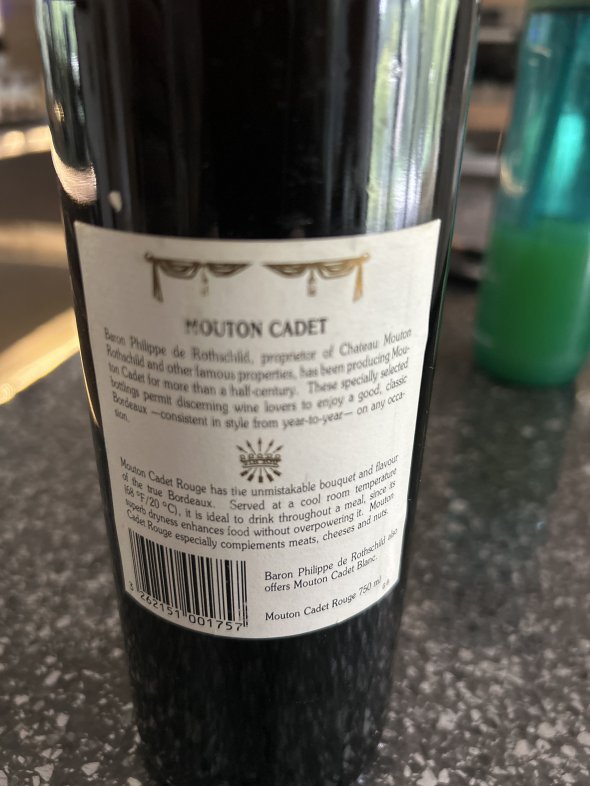 MOUTON CADET
Baron Philippe de Rothschild, proprietor of Chateau Mouton
Rothschild and other famous properties, has been producing Mou-
ton Cadet for more than a half-century. These specially selected
bottlings permit discerning wine lovers to enjoy a good, classic
Bordeaux —consistent in style from year-to-year— on any occa-
sion.
Mouton Cadet Rouge has the unmistakable bouquet and flavour
of the true Bordeaux. Served at a cool room temperature
(68 °F/20 °C), it is ideal to drink throughout a meal, since its
superb dryness enhances food without overpowering it. Mouton
Cadet Rouge especially complements meats, cheeses and nuts.
Baron Philippe de Rothschild also
offers Mouton Cadet Blanc.
Mouton Cadet Rouge 750 ml
3 262151 001757